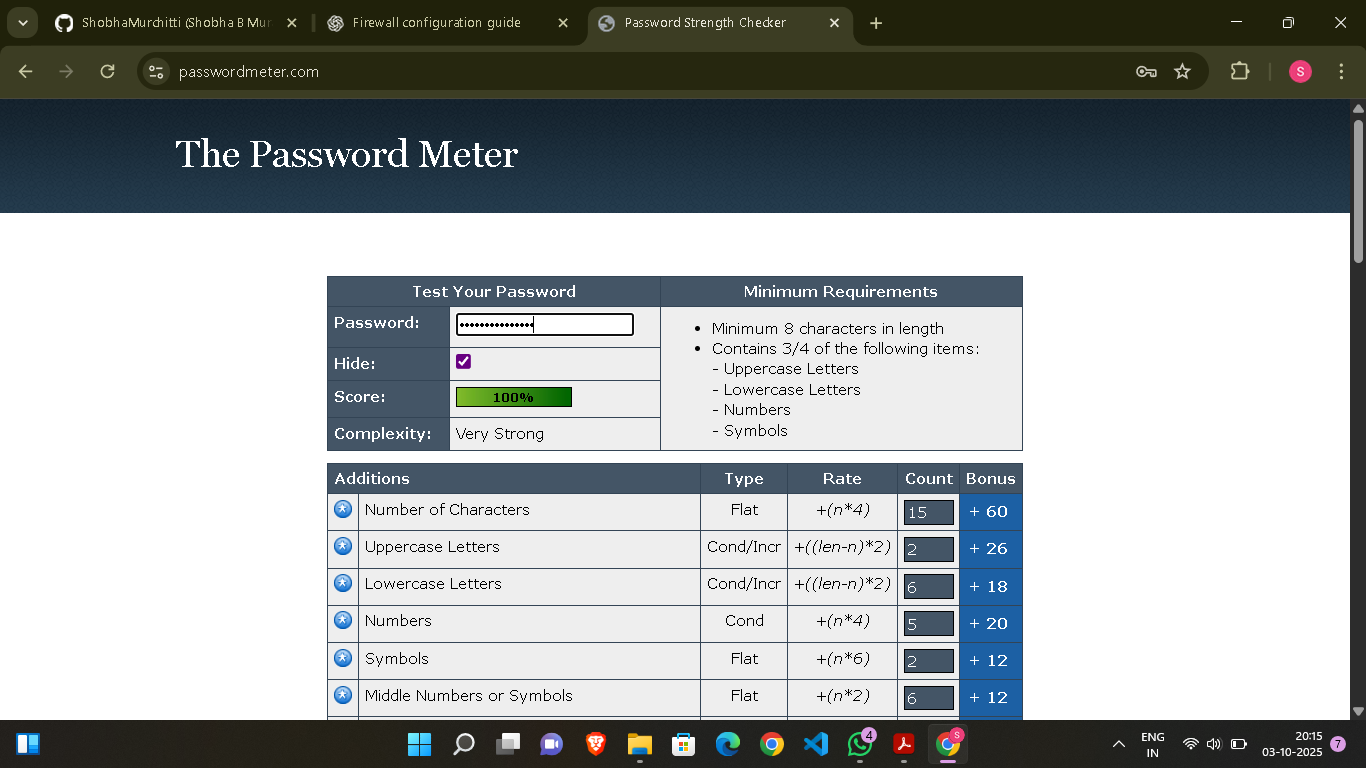 ShobhaMurchitti (Shobha B Mur
Firewall configuration guide
Password Strength Checker
passwordmeter.com
S
The Password Meter
Test Your Password
Minimum Requirements
Password:
•••••••••••••••
Hide:
Score:
100%
Complexity:
Very Strong
• Minimum 8 characters in length
• Contains 3/4 of the following items:
- Uppercase Letters
- Lowercase Letters
- Numbers
- Symbols
Additions Type Rate Count Bonus
Number of Characters Flat +(n*4) 15 + 60
Uppercase Letters Cond/Incr +((len-n)*2) 2 + 26
Lowercase Letters Cond/Incr +((len-n)*2) 6 + 18
Numbers Cond +(n*4) 5 + 20
Symbols Flat +(n*6) 2 + 12
Middle Numbers or Symbols Flat +(n*2) 6 + 12
4
S
ENG
IN
20:15
03-10-2025
7